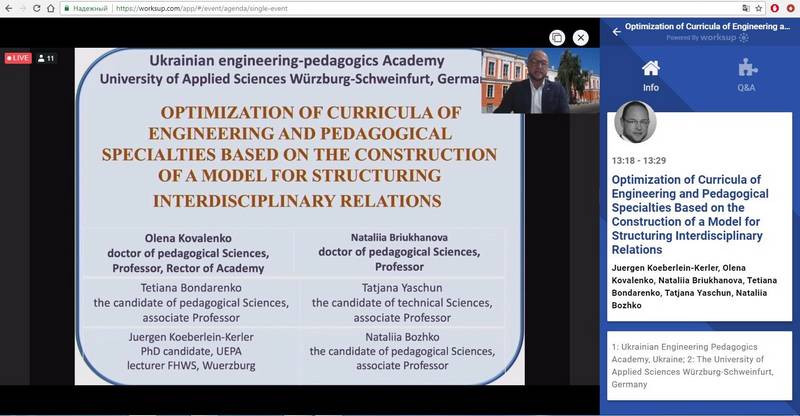 Надежный
https://worksup.com/app/#/event/agenda/single-event
LIVE
11
Ukrainian engineering-pedagogics Academy
University of Applied Sciences Würzburg-Schweinfurt, Germa
OPTIMIZATION OF CURRICULA OF
ENGINEERING AND PEDAGOGICAL
SPECIALTIES BASED ON THE CONSTRUCTION
OF A MODEL FOR STRUCTURING
INTERDISCIPLINARY RELATIONS
Olena Kovalenko
doctor of pedagogical Sciences,
Professor, Rector of Academy
Nataliia Briukhanova
doctor of pedagogical Sciences,
Professor
Tetiana Bondarenko
the candidate of pedagogical Sciences,
associate Professor
Tatjana Yaschun
the candidate of technical Sciences,
associate Professor
Juergen Koeberlein-Kerler
PhD candidate, UEPA
lecturer FHWS, Wuerzburg
Nataliia Bozhko
the candidate of pedagogical Sciences,
associate Professor
Optimization of Curricula of Engineering a...
Powered By worksup
Info
Q&A
13:18 - 13:29
Optimization of Curricula of
Engineering and Pedagogical
Specialties Based on the
Construction of a Model for
Structuring Interdisciplinary
Relations
Juergen Koeberlein-Kerler, Olena
Kovalenko, Nataliia Briukhanova, Tetiana
Bondarenko, Tatjana Yaschun, Nataliia
Bozhko
1: Ukrainian Engineering Pedagogics
Academy, Ukraine; 2: The University of
Applied Sciences Würzburg-Schweinfurt,
Germany